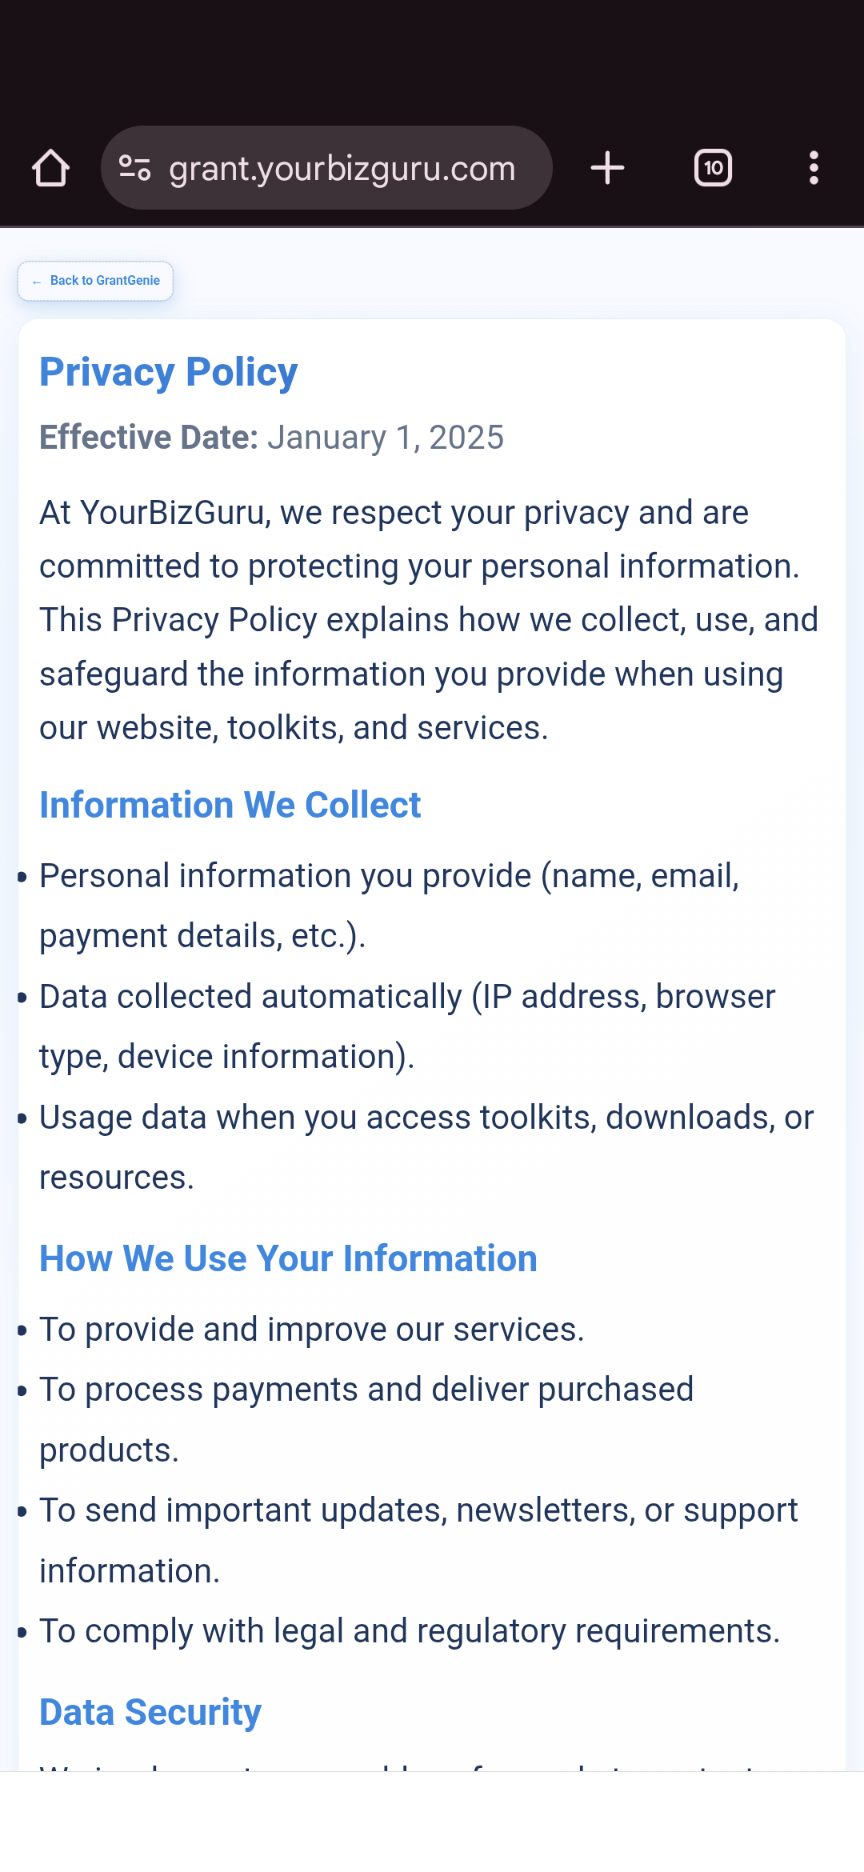 grant.yourbizguru.com
10
← Back to GrantGenie
Privacy Policy
Effective Date: January 1, 2025
At YourBizGuru, we respect your privacy and are
committed to protecting your personal information.
This Privacy Policy explains how we collect, use, and
safeguard the information you provide when using
our website, toolkits, and services.
Information We Collect
• Personal information you provide (name, email,
payment details, etc.).
• Data collected automatically (IP address, browser
type, device information).
• Usage data when you access toolkits, downloads, or
resources.
How We Use Your Information
• To provide and improve our services.
• To process payments and deliver purchased
products.
• To send important updates, newsletters, or support
information.
• To comply with legal and regulatory requirements.
Data Security